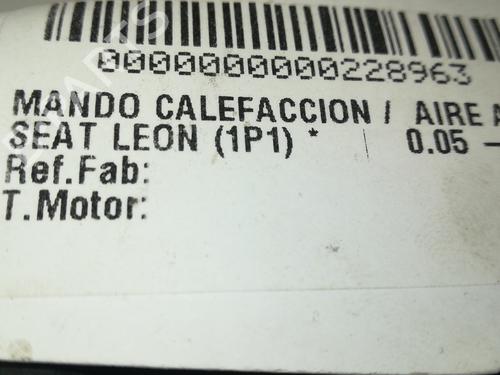 0000000000228963
MANDO CALEFACCION / AIRE A
SEAT LEON (1P1) * 0.05 -
Ref.Fab:
T.Motor: